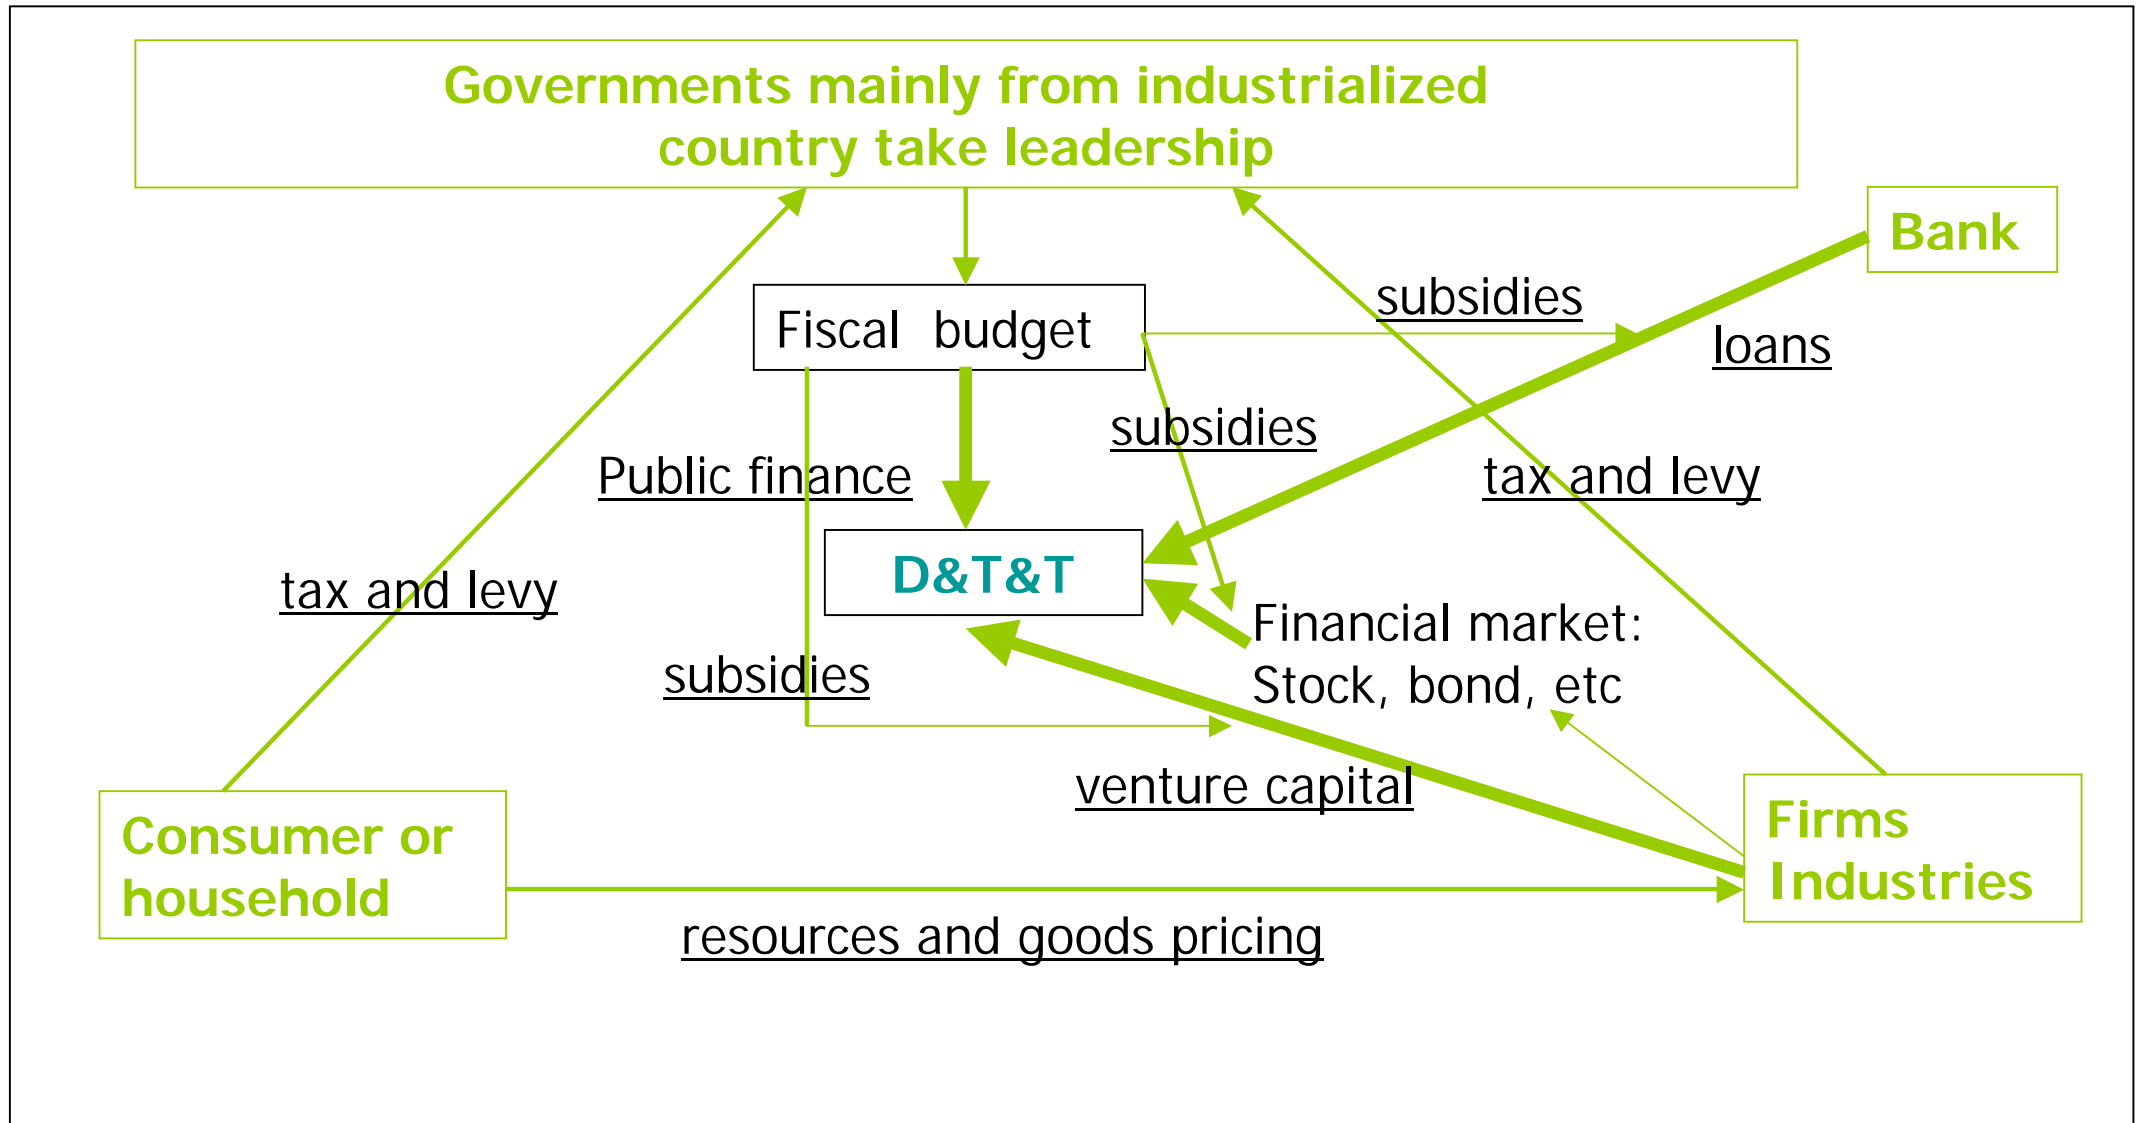 Governments mainly from industrialized
country take leadership
Bank
subsidies
Fiscal budget
loans
subsidies
Public finance
tax and levy
D&T&T
tax and levy
Financial market:
Stock, bond, etc
subsidies
venture capital
Consumer or
household
Firms
Industries
resources and goods pricing